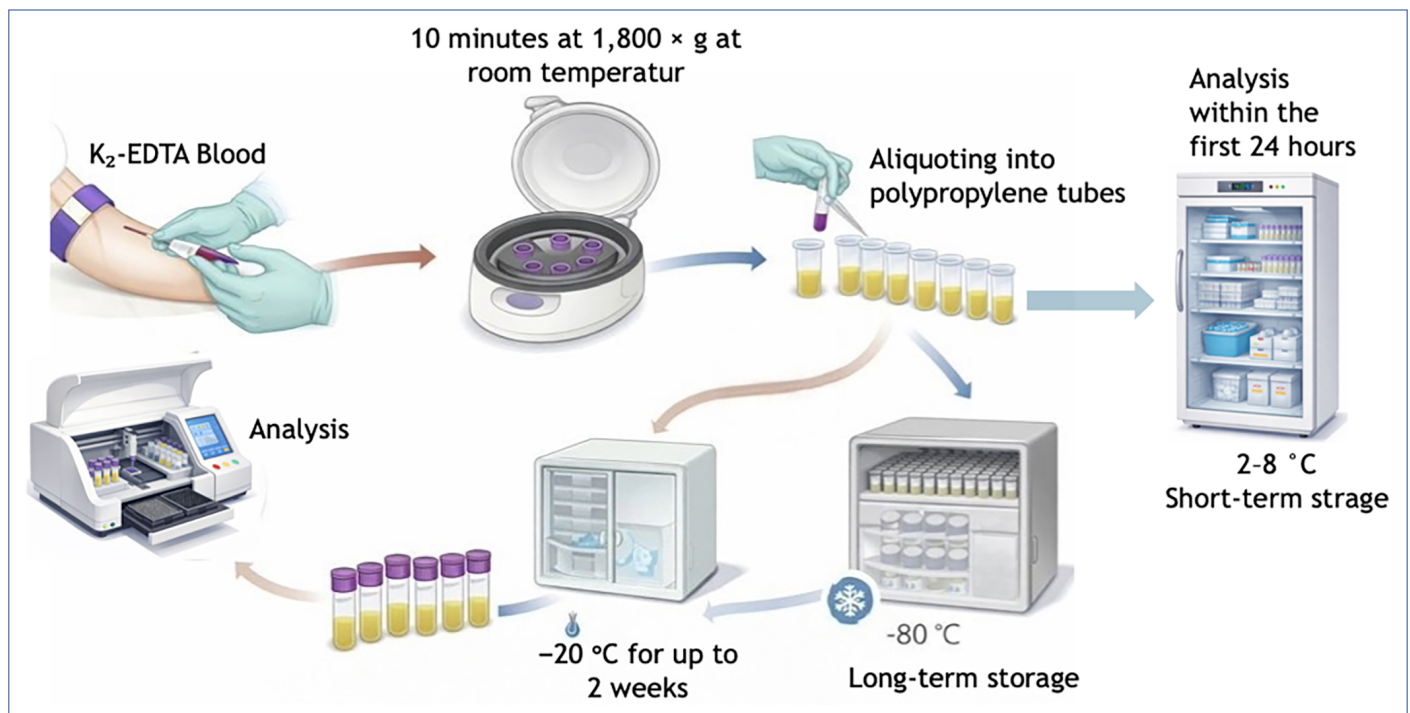 10 minutes at 1,800 × g at
room temperatur
K₂-EDTA Blood
Aliquoting into
polypropylene tubes
Analysis
within the
first 24 hours
2-8 °C
Short-term strage
Analysis
−20 °C for up to
2 weeks
-80 °C
Long-term storage